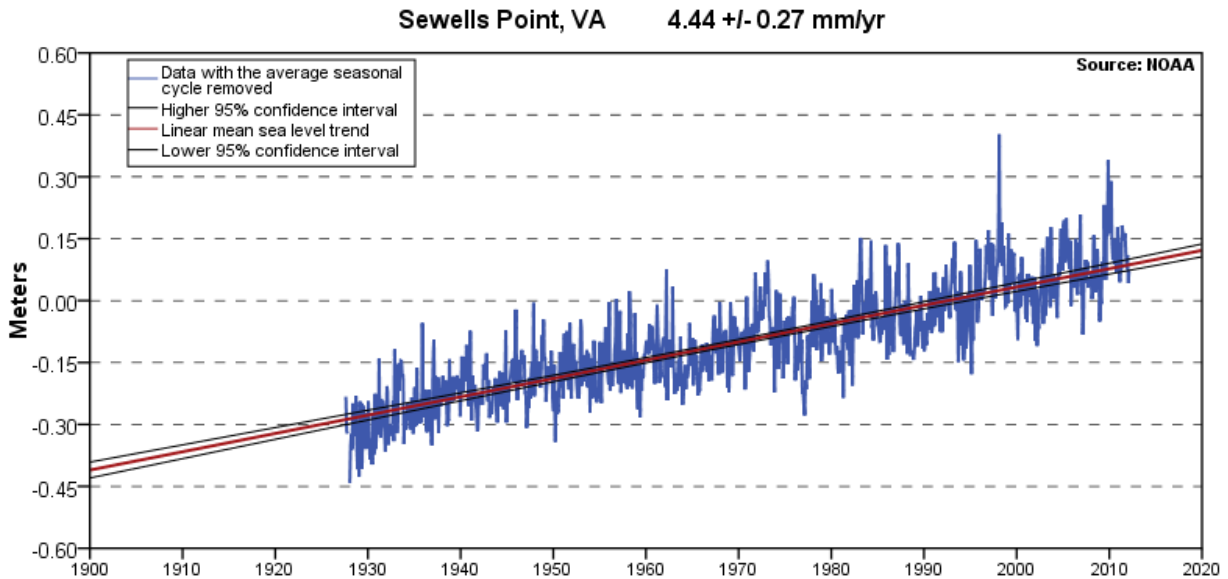 Sewells Point, VA 4.44 +/- 0.27 mm/yr
Source: NOAA
Data with the average seasonal
cycle removed
Higher 95% confidence interval
Linear mean sea level trend
Lower 95% confidence interval
Meters
0.60
0.45
0.30
0.15
0.00
-0.15
-0.30
-0.45
-0.60
1900 1910 1920 1930 1940 1950 1960 1970 1980 1990 2000 2010 2020